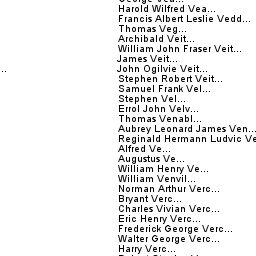 George Ved...
Harold Wilfred Vea...
Francis Albert Leslie Vedd...
Thomas Veg...
Archibald Veit...
William John Fraser Veit...
James Veit...
... John Ogilvie Veit...
Stephen Robert Veit...
Samuel Frank Vel...
Stephen Vel...
Errol John Velv...
Thomas Venabl...
Aubrey Leonard James Ven...
Reginald Hermann Ludvic Ve
Alfred Ve...
Augustus Ve...
William Henry Ve...
William Venvil...
Norman Arthur Verc...
Bryant Verc...
Charles Vivian Verc...
Eric Henry Verc...
Frederick George Verc...
Walter George Verc...
Harry Verc...